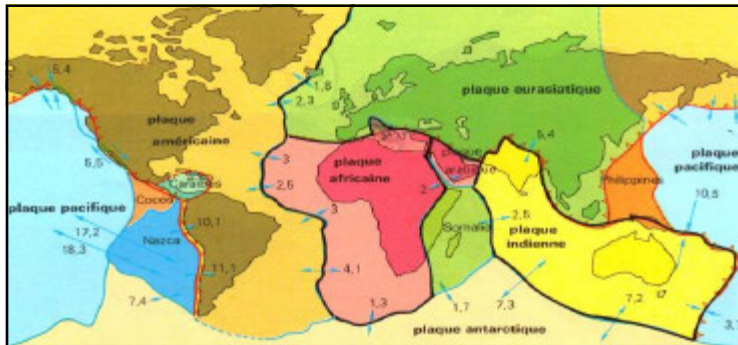 5,4
1,8
2,3
plaque
américaine
plaque eurasiatique
5,5
Caraïbes
Cocos
3
2,5
plaque
africaine
plaque
arabique
2
5,4
Philippines
plaque
pacifique
10,5
plaque pacifique
17,2
18,3
Nazca
10,1
11,1
3
4,1
Somalie
2,5
plaque
indienne
7,4
1,3
1,7
7,3
7,2
plaque antarctique